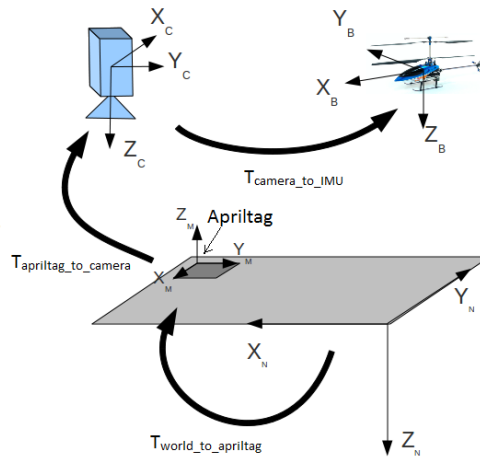 X_C
Y_C
Z_C
Y_B
X_B
Z_B
T_camera_to_IMU
Z_M
Apriltag
Y_M
X_M
T_apriltag_to_camera
Y_N
X_N
Z_N
T_world_to_apriltag